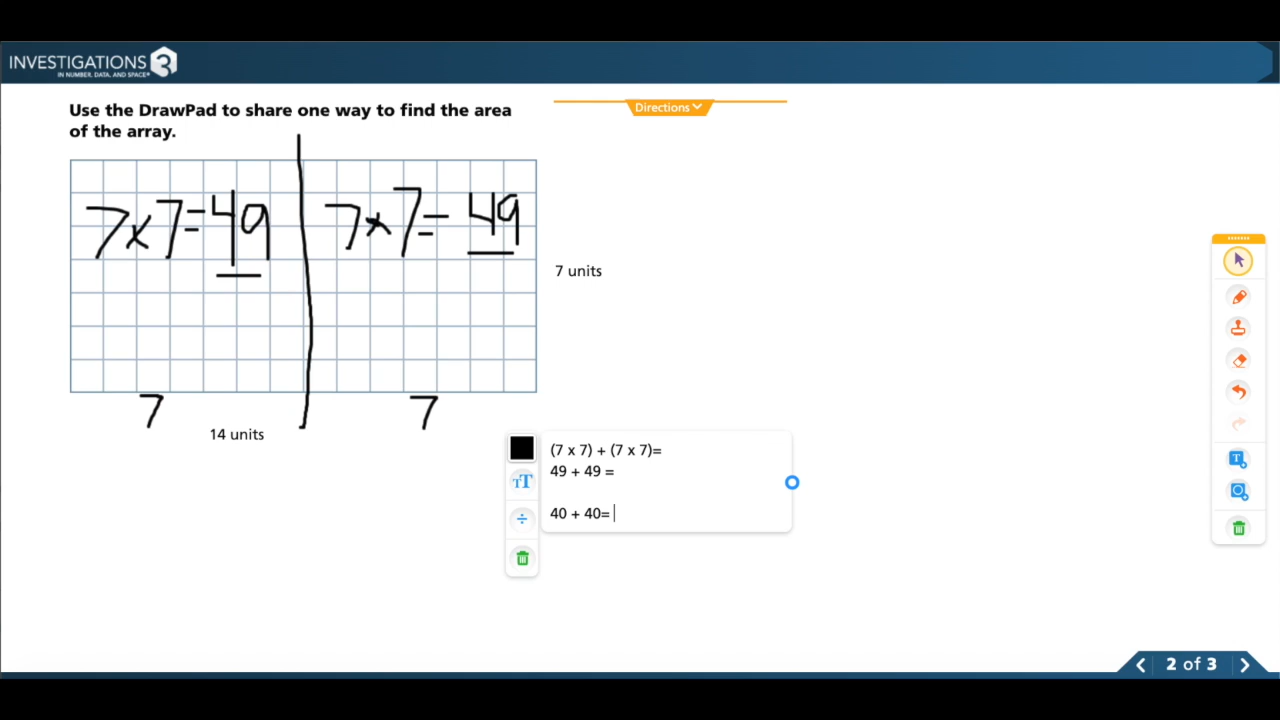 INVESTIGATIONS 3
IN NUMBER, DATA, AND SPACE®
Use the DrawPad to share one way to find the area
of the array.
Directions
7x7=49 7x7=49
7 units
7 7
14 units
(7 x 7) + (7 x 7)=
49 + 49 =
40 + 40=
TT
÷
T
2 of 3